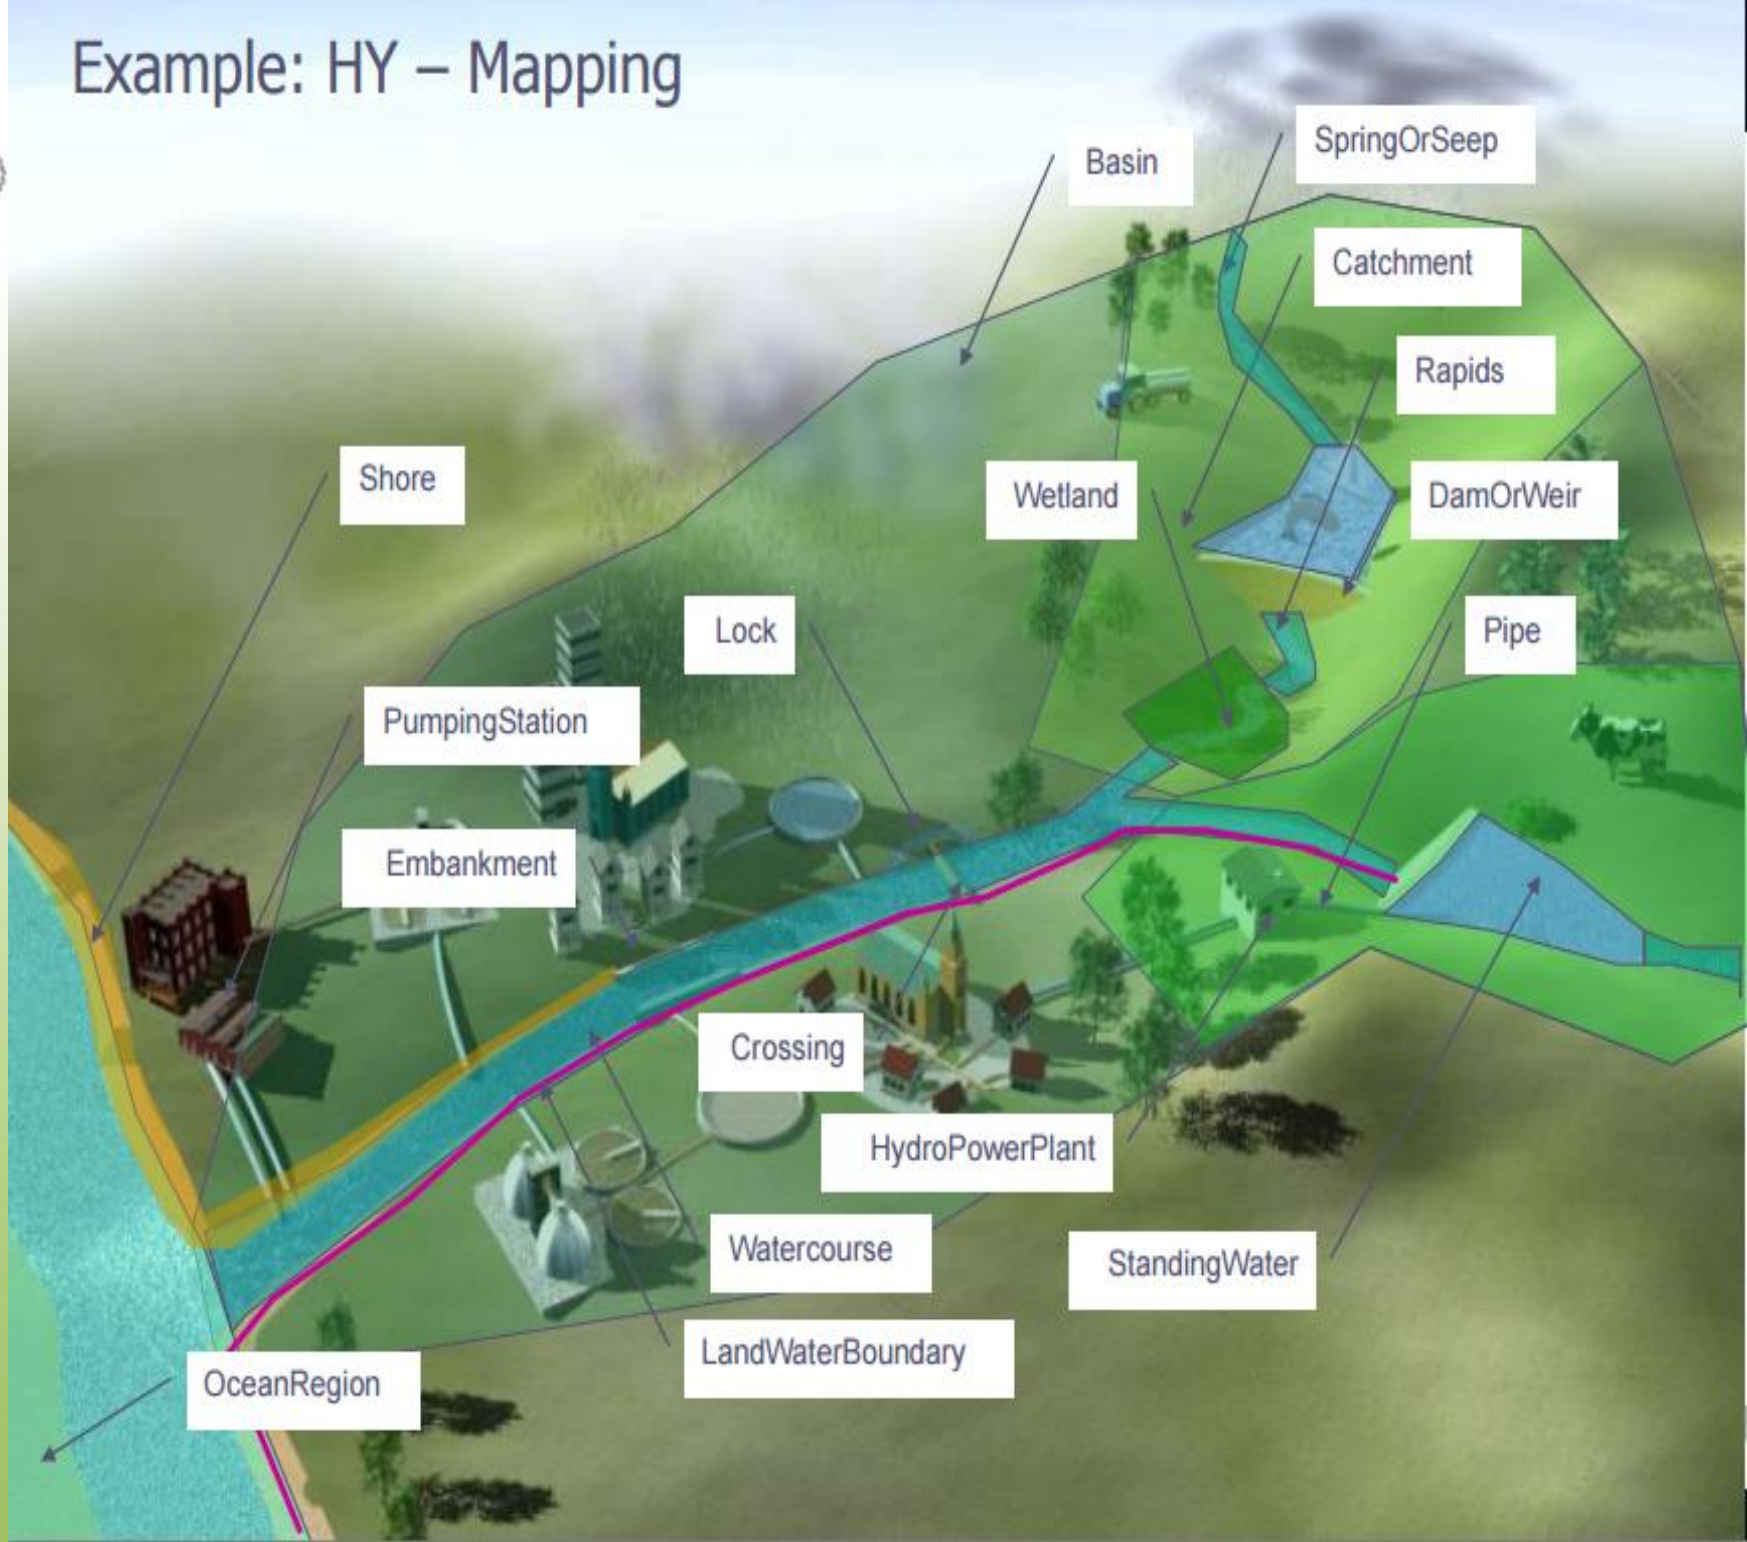 Example: HY – Mapping
SpringOrSeep
Basin
Catchment
Rapids
Shore
Wetland
DamOrWeir
Lock
Pipe
PumpingStation
Embankment
Crossing
HydroPowerPlant
Watercourse
StandingWater
LandWaterBoundary
OceanRegion